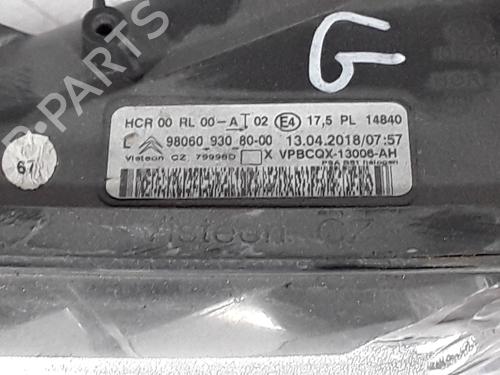 B-PARTS
G
HCR 00 RL 00-A 02 E4 17,5 PL 14840
L 98060 930 80-00 13.04.2018/07:57
Visteon CZ 79996D X VPBCQX-13006-AH
PSA B51 halogen
67
Visteon CZ